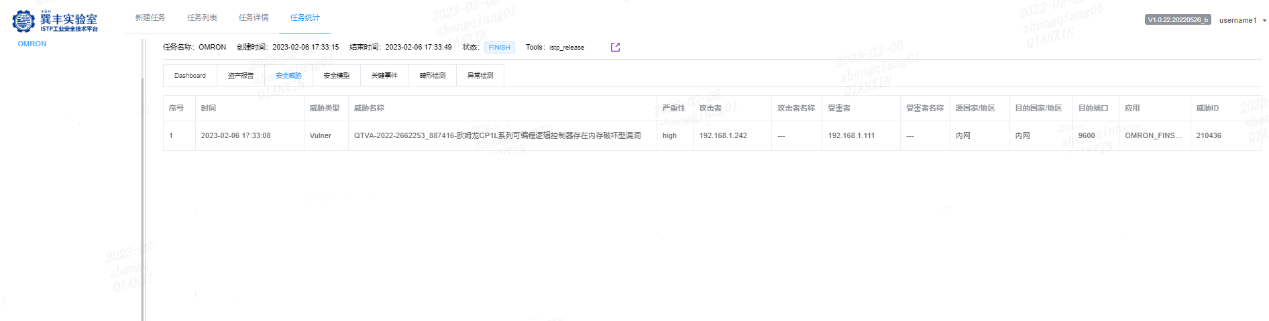 巽丰实验室
ISTP工业安全技术平台
新建任务 任务列表 任务详情 任务统计
V1.0.22.20220526_b username1
OMRON
任务名称: OMRON 创建时间: 2023-02-06 17:33:15 结束时间: 2023-02-06 17:33:49 状态: FINISH Tools: istp_release
Dashboard 资产报告 安全威胁 安全模型 关键事件 畸形检测 异常检测
序号 时间 威胁类型 威胁名称 严重性 攻击者 攻击者名称 受害者 受害者名称 源国家/地区 目的国家/地区 目的端口 应用 威胁ID
1 2023-02-06 17:33:08 Vulner QTVA-2022-2662253_887416-欧姆龙CP1L系列可编程逻辑控制器存在内存破坏型漏洞 high 192.168.1.242 --- 192.168.1.111 --- 内网 内网 9600 OMRON_FINS... 210436